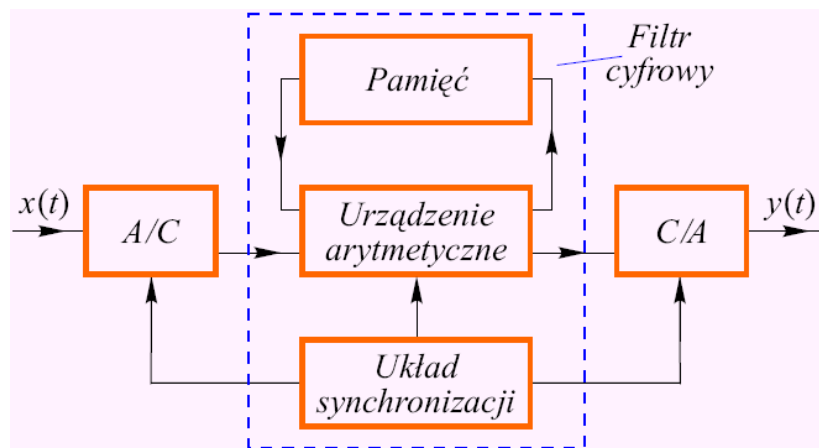 Pamięć
Filtr
cyfrowy
x(t)
A/C
Urządzenie
arytmetyczne
C/A
y(t)
Układ
synchronizacji